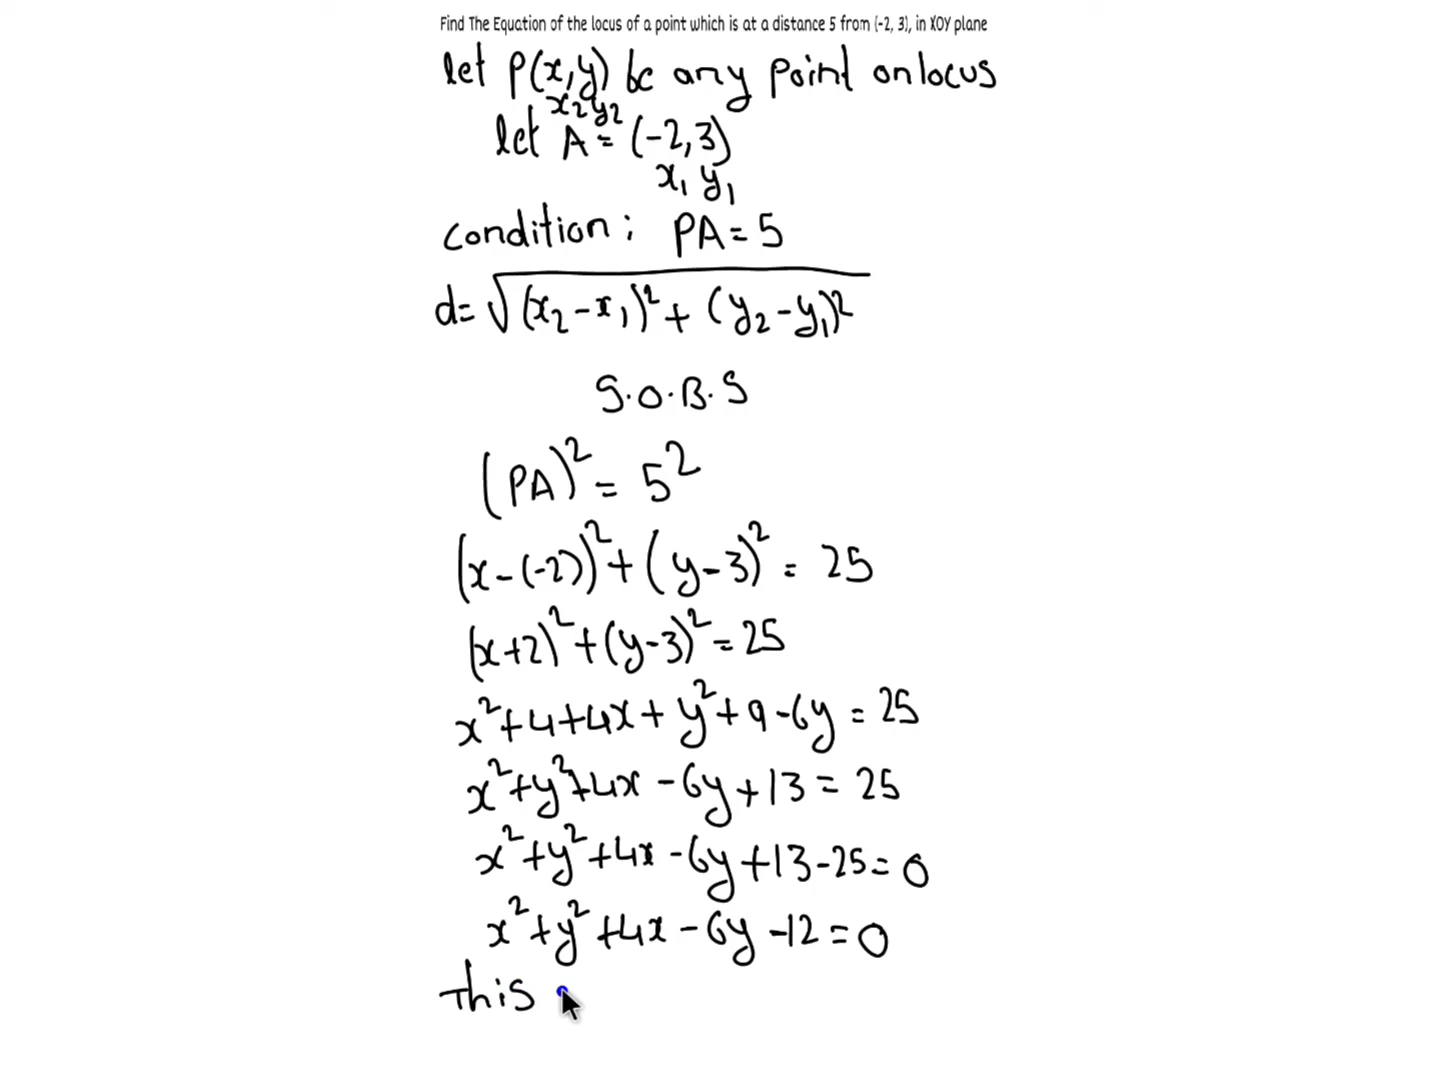 Find The Equation of the locus of a point which is at a distance 5 from (-2, 3), in XOY plane
let P(x,y) be any point on locus
x₂ y₂
let A = (-2,3)
x₁ y₁
condition : PA = 5
d = √(x₂-x₁)² + (y₂-y₁)²
S.O.B.S
(PA)² = 5²
(x-(-2))² + (y-3)² = 25
(x+2)² + (y-3)² = 25
x² + 4 + 4x + y² + 9 - 6y = 25
x² + y² + 4x - 6y + 13 = 25
x² + y² + 4x - 6y + 13 - 25 = 0
x² + y² + 4x - 6y - 12 = 0
This